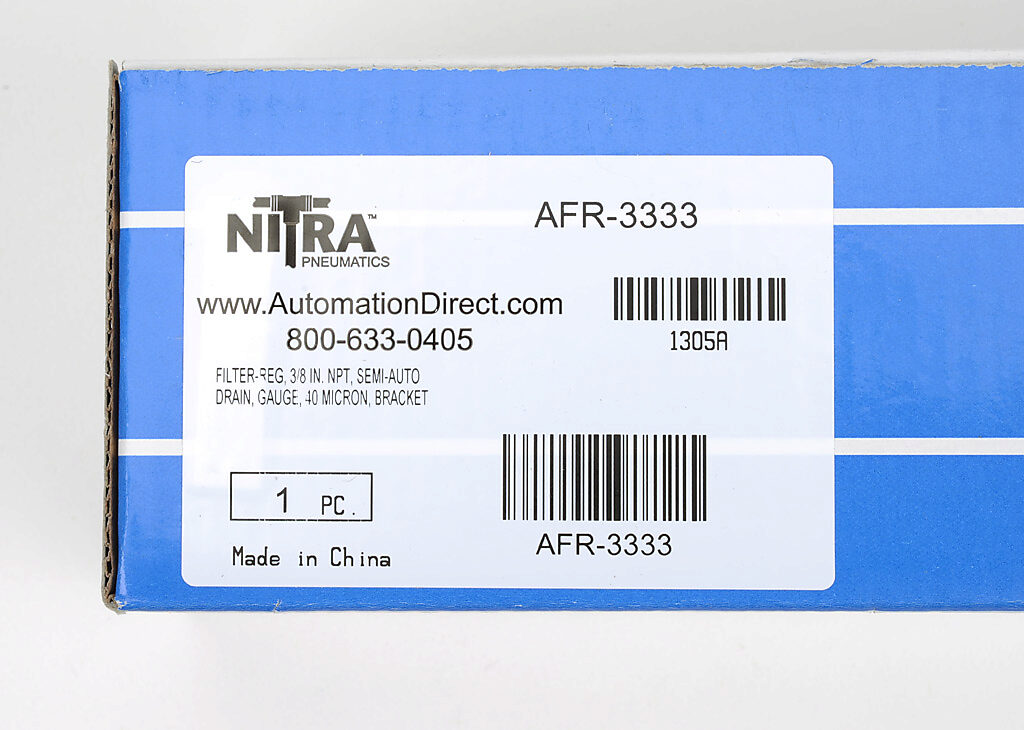 NITRA™
PNEUMATICS
AFR-3333
www.AutomationDirect.com
800-633-0405
1305A
FILTER-REG, 3/8 IN. NPT, SEMI-AUTO
DRAIN, GAUGE, 40 MICRON, BRACKET
1 PC.
AFR-3333
Made in China